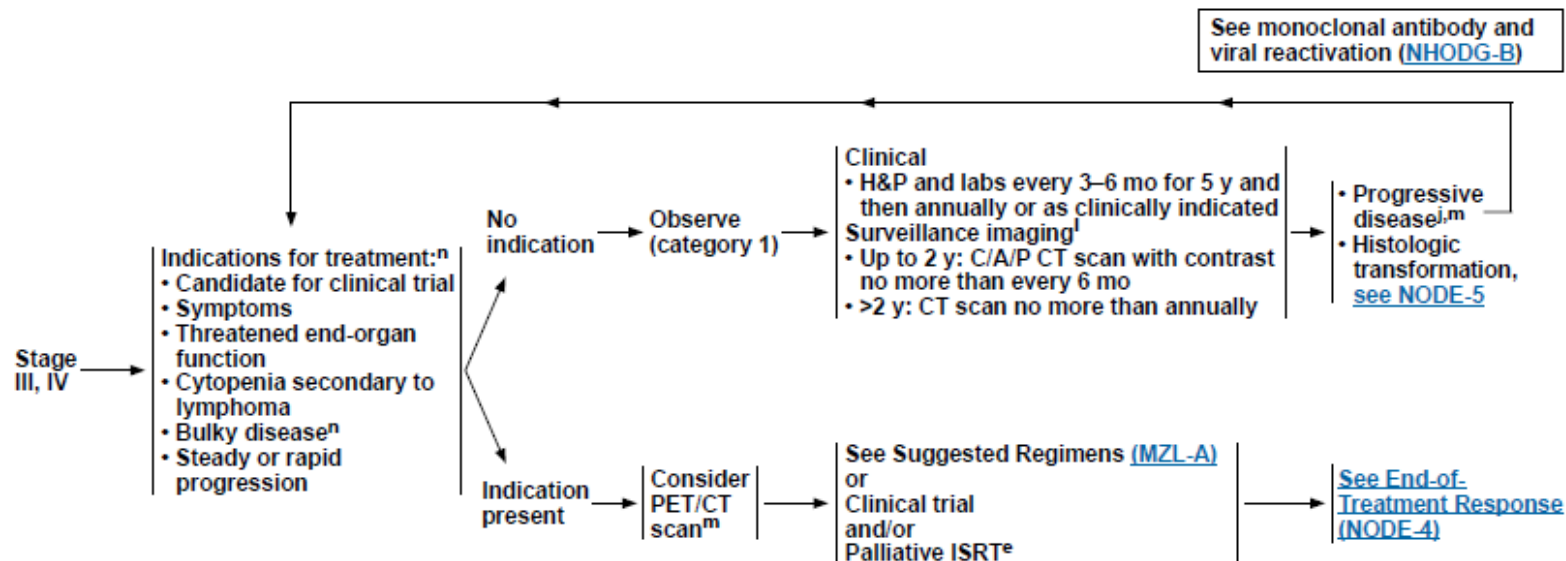 See monoclonal antibody and
viral reactivation (NHODG-B)
Stage
III, IV
Indications for treatment:ⁿ
• Candidate for clinical trial
• Symptoms
• Threatened end-organ
function
• Cytopenia secondary to
lymphoma
• Bulky diseaseⁿ
• Steady or rapid
progression
No
indication
Observe
(category 1)
Clinical
• H&P and labs every 3–6 mo for 5 y and
then annually or as clinically indicated
Surveillance imagingˡ
• Up to 2 y: C/A/P CT scan with contrast
no more than every 6 mo
• >2 y: CT scan no more than annually
• Progressive
diseaseʲ,ᵐ
• Histologic
transformation,
see NODE-5
Indication
present
Consider
PET/CT
scanᵐ
See Suggested Regimens (MZL-A)
or
Clinical trial
and/or
Palliative ISRTᵉ
See End-of-
Treatment Response
(NODE-4)